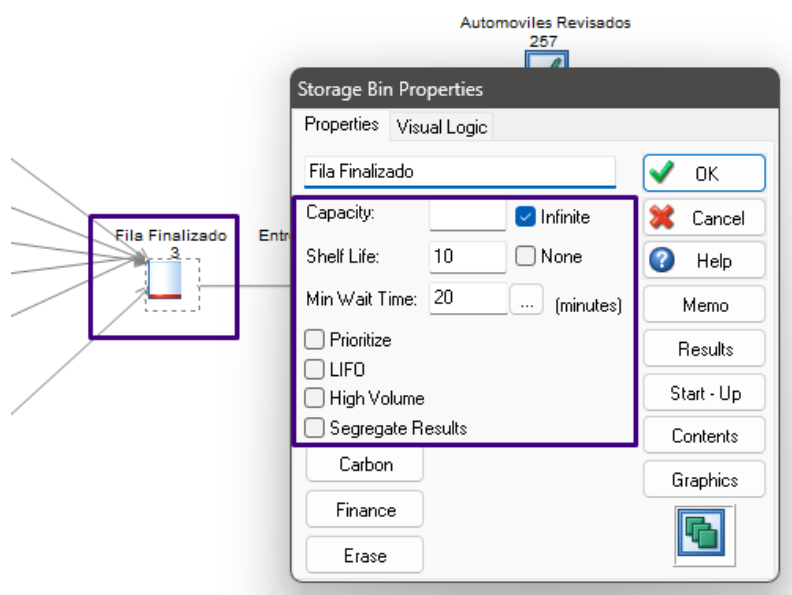 Automoviles Revisados
257
Storage Bin Properties
Properties Visual Logic
Fila Finalizado
OK
Capacity: Infinite
Cancel
Fila Finalizado
3
Entr
Shelf Life: 10 None
Help
Min Wait Time: 20 ... (minutes)
Memo
Prioritize
Results
LIFO
High Volume
Start - Up
Segregate Results
Contents
Carbon
Graphics
Finance
Erase